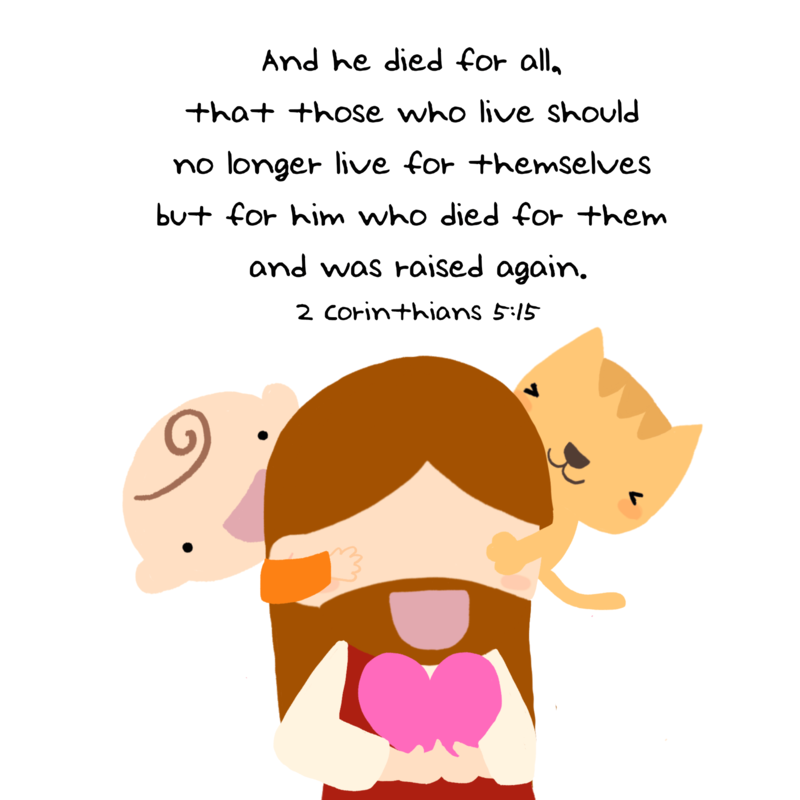 And he died for all,
that those who live should
no longer live for themselves
but for him who died for them
and was raised again.
2 Corinthians 5:15